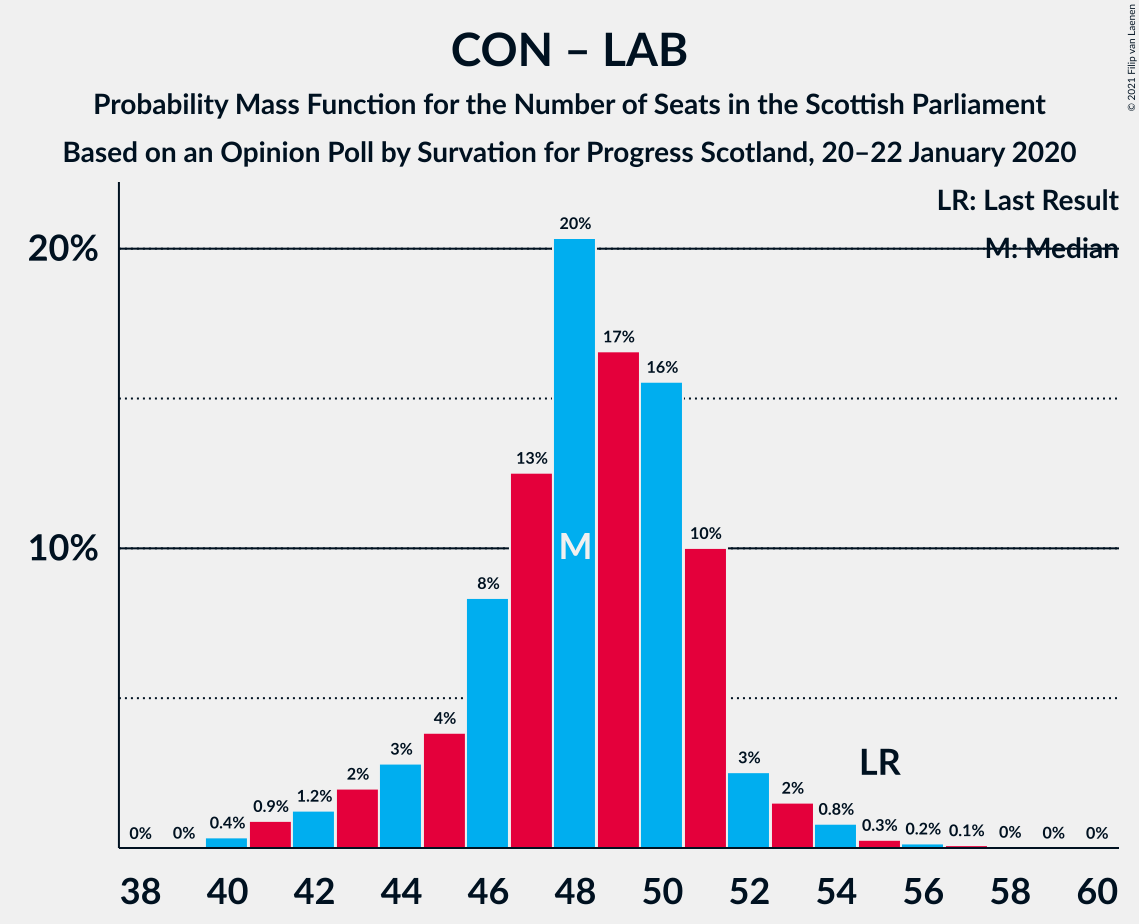 CON – LAB
Probability Mass Function for the Number of Seats in the Scottish Parliament
Based on an Opinion Poll by Survation for Progress Scotland, 20–22 January 2020
© 2021 Filip van Laenen
LR: Last Result
M: Median
20%
10%
0%
0%
0.4%
0.9%
1.2%
2%
3%
4%
8%
13%
20%
17%
16%
10%
3%
2%
0.8%
0.3%
0.2%
0.1%
0%
0%
0%
M
LR
38 40 42 44 46 48 50 52 54 56 58 60